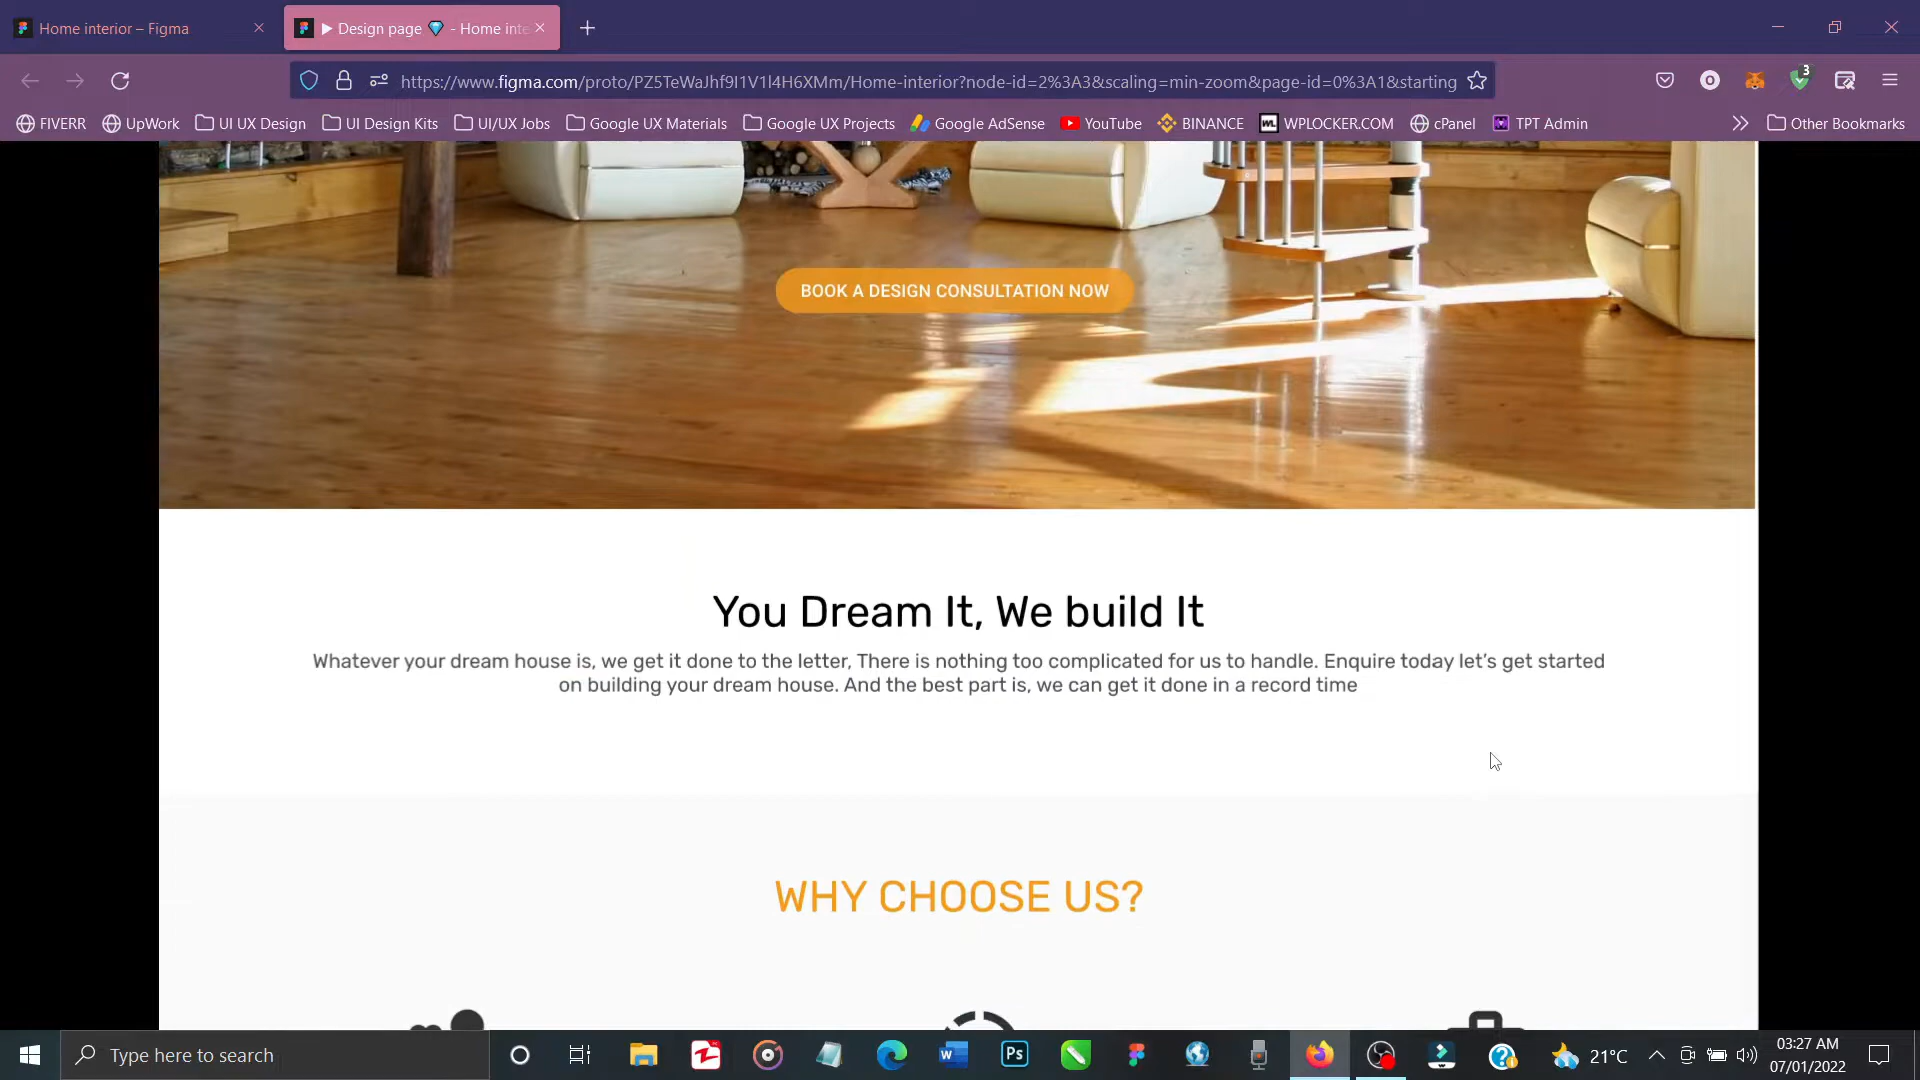 Home interior – Figma
Design page - Home inte
https://www.figma.com/proto/PZ5TeWaJhf9I1V1l4H6XMm/Home-interior?node-id=2%3A3&scaling=min-zoom&page-id=0%3A1&starting
3
FIVERR UpWork UI UX Design UI Design Kits UI/UX Jobs Google UX Materials Google UX Projects Google AdSense YouTube BINANCE WL WPLOCKER.COM cPanel TPT Admin Other Bookmarks
BOOK A DESIGN CONSULTATION NOW
You Dream It, We build It
Whatever your dream house is, we get it done to the letter, There is nothing too complicated for us to handle. Enquire today let's get started
on building your dream house. And the best part is, we can get it done in a record time
WHY CHOOSE US?
Type here to search
Ps
21°C
03:27 AM
07/01/2022